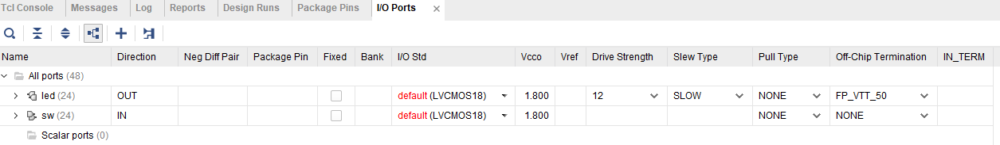 Tcl Console Messages Log Reports Design Runs Package Pins I/O Ports
Name Direction Neg Diff Pair Package Pin Fixed Bank I/O Std Vcco Vref Drive Strength Slew Type Pull Type Off-Chip Termination IN_TERM
All ports (48)
led (24) OUT default (LVCMOS18) 1.800 12 SLOW NONE FP_VTT_50
sw (24) IN default (LVCMOS18) 1.800 NONE NONE
Scalar ports (0)